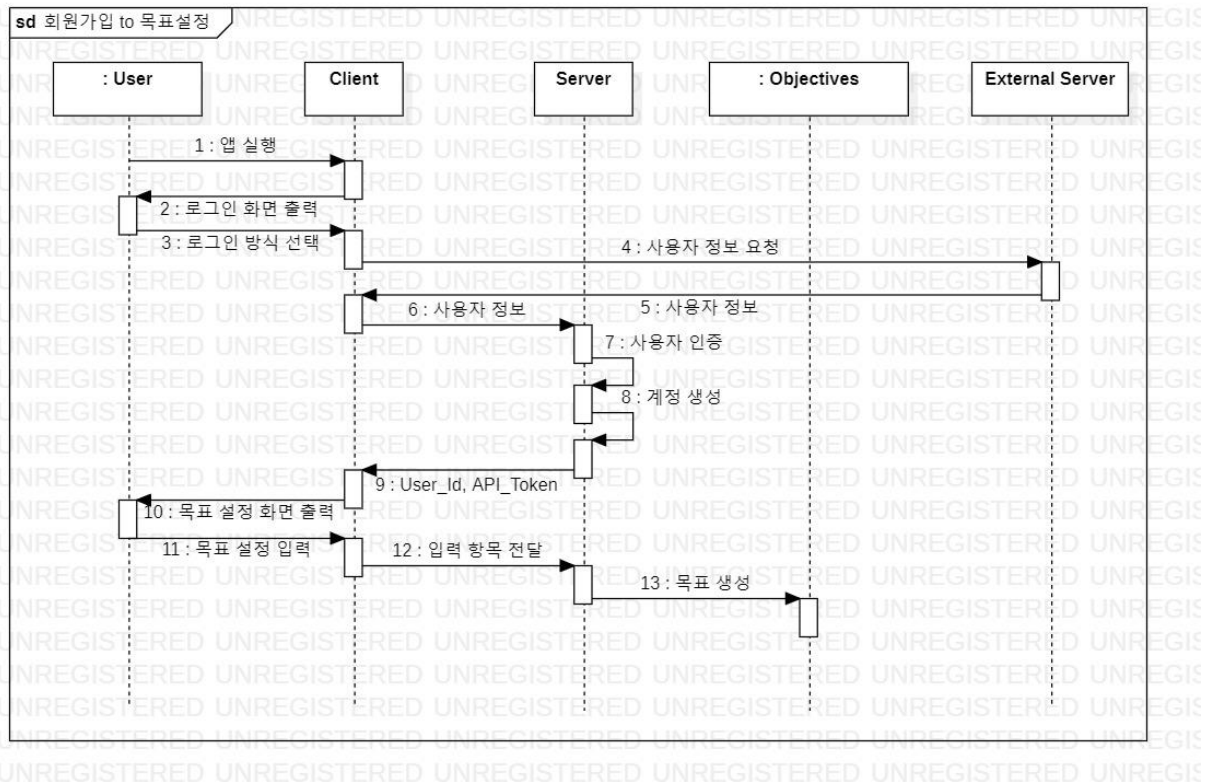 sd 회원가입 to 목표설정
: User
Client
Server
: Objectives
External Server
1 : 앱 실행
2 : 로그인 화면 출력
3 : 로그인 방식 선택
4 : 사용자 정보 요청
5 : 사용자 정보
6 : 사용자 정보
7 : 사용자 인증
8 : 계정 생성
9 : User_Id, API_Token
10 : 목표 설정 화면 출력
11 : 목표 설정 입력
12 : 입력 항목 전달
13 : 목표 생성
UNREGISTERED